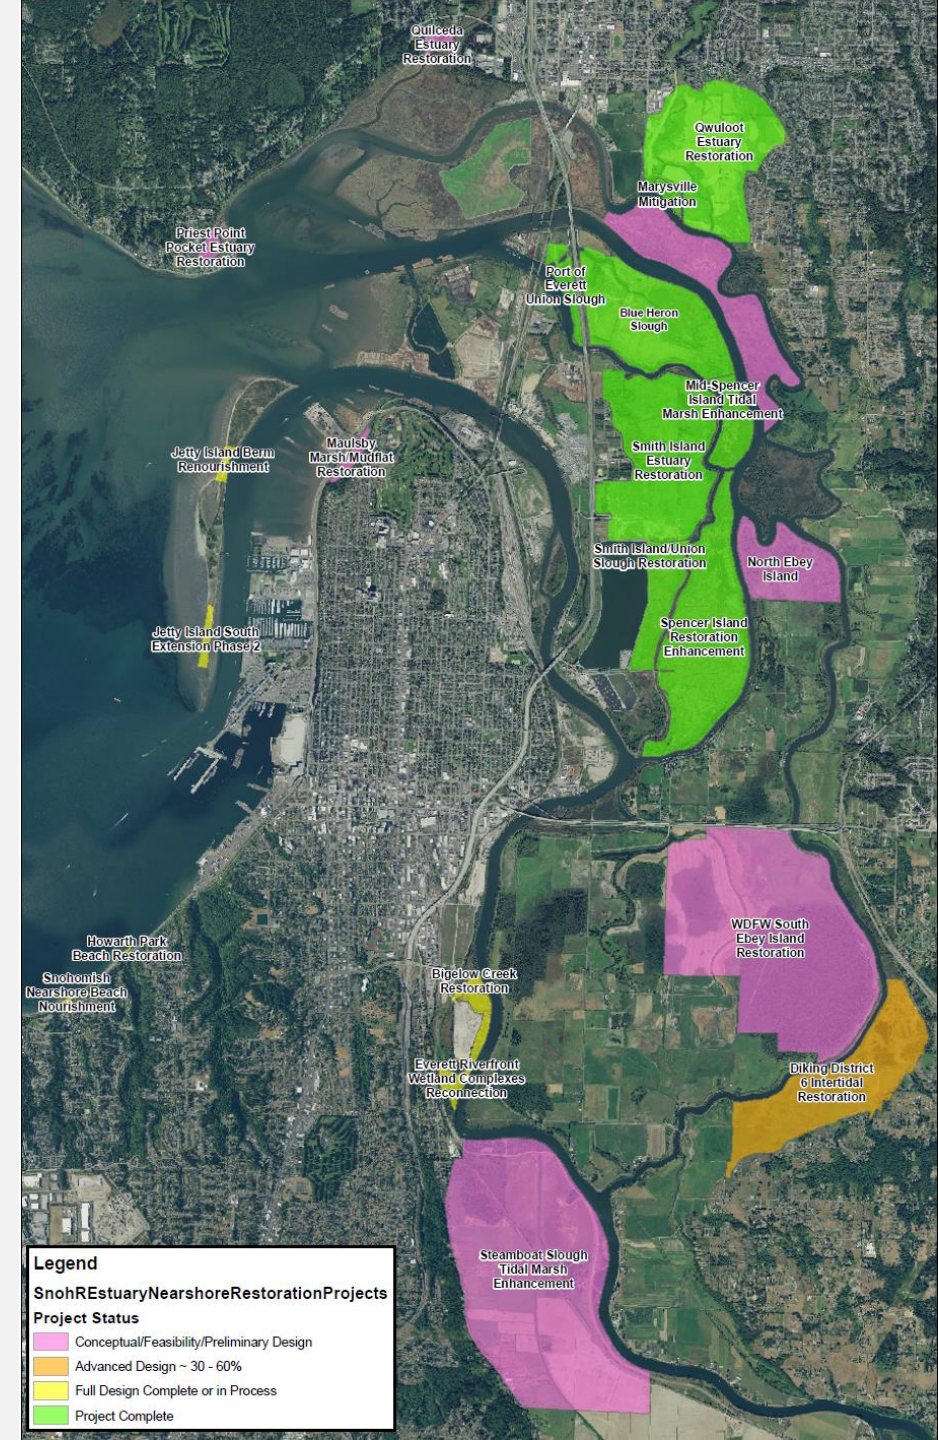 Quilceda
Estuary
Restoration
Qwuloot
Estuary
Restoration
Marysville
Mitigation
Priest Point
Pocket Estuary
Restoration
Port of
Everett
Union Slough
Blue Heron
Slough
Mid-Spencer
Island Tidal
Marsh Enhancement
Jetty Island Berm
Renourishment
Maulsby
Marsh/Mudflat
Restoration
Smith Island
Estuary
Restoration
Smith Island/Union
Slough Restoration
North Ebey
Island
Jetty Island South
Extension Phase 2
Spencer Island
Restoration
Enhancement
WDFW South
Ebey Island
Restoration
Howarth Park
Beach Restoration
Snohomish
Nearshore Beach
Nourishment
Bigelow Creek
Restoration
Everett Riverfront
Wetland Complexes
Reconnection
Diking District
6 Intertidal
Restoration
Steamboat Slough
Tidal Marsh
Enhancement
Legend
SnohREstuaryNearshoreRestorationProjects
Project Status
Conceptual/Feasibility/Preliminary Design
Advanced Design ~ 30 - 60%
Full Design Complete or in Process
Project Complete